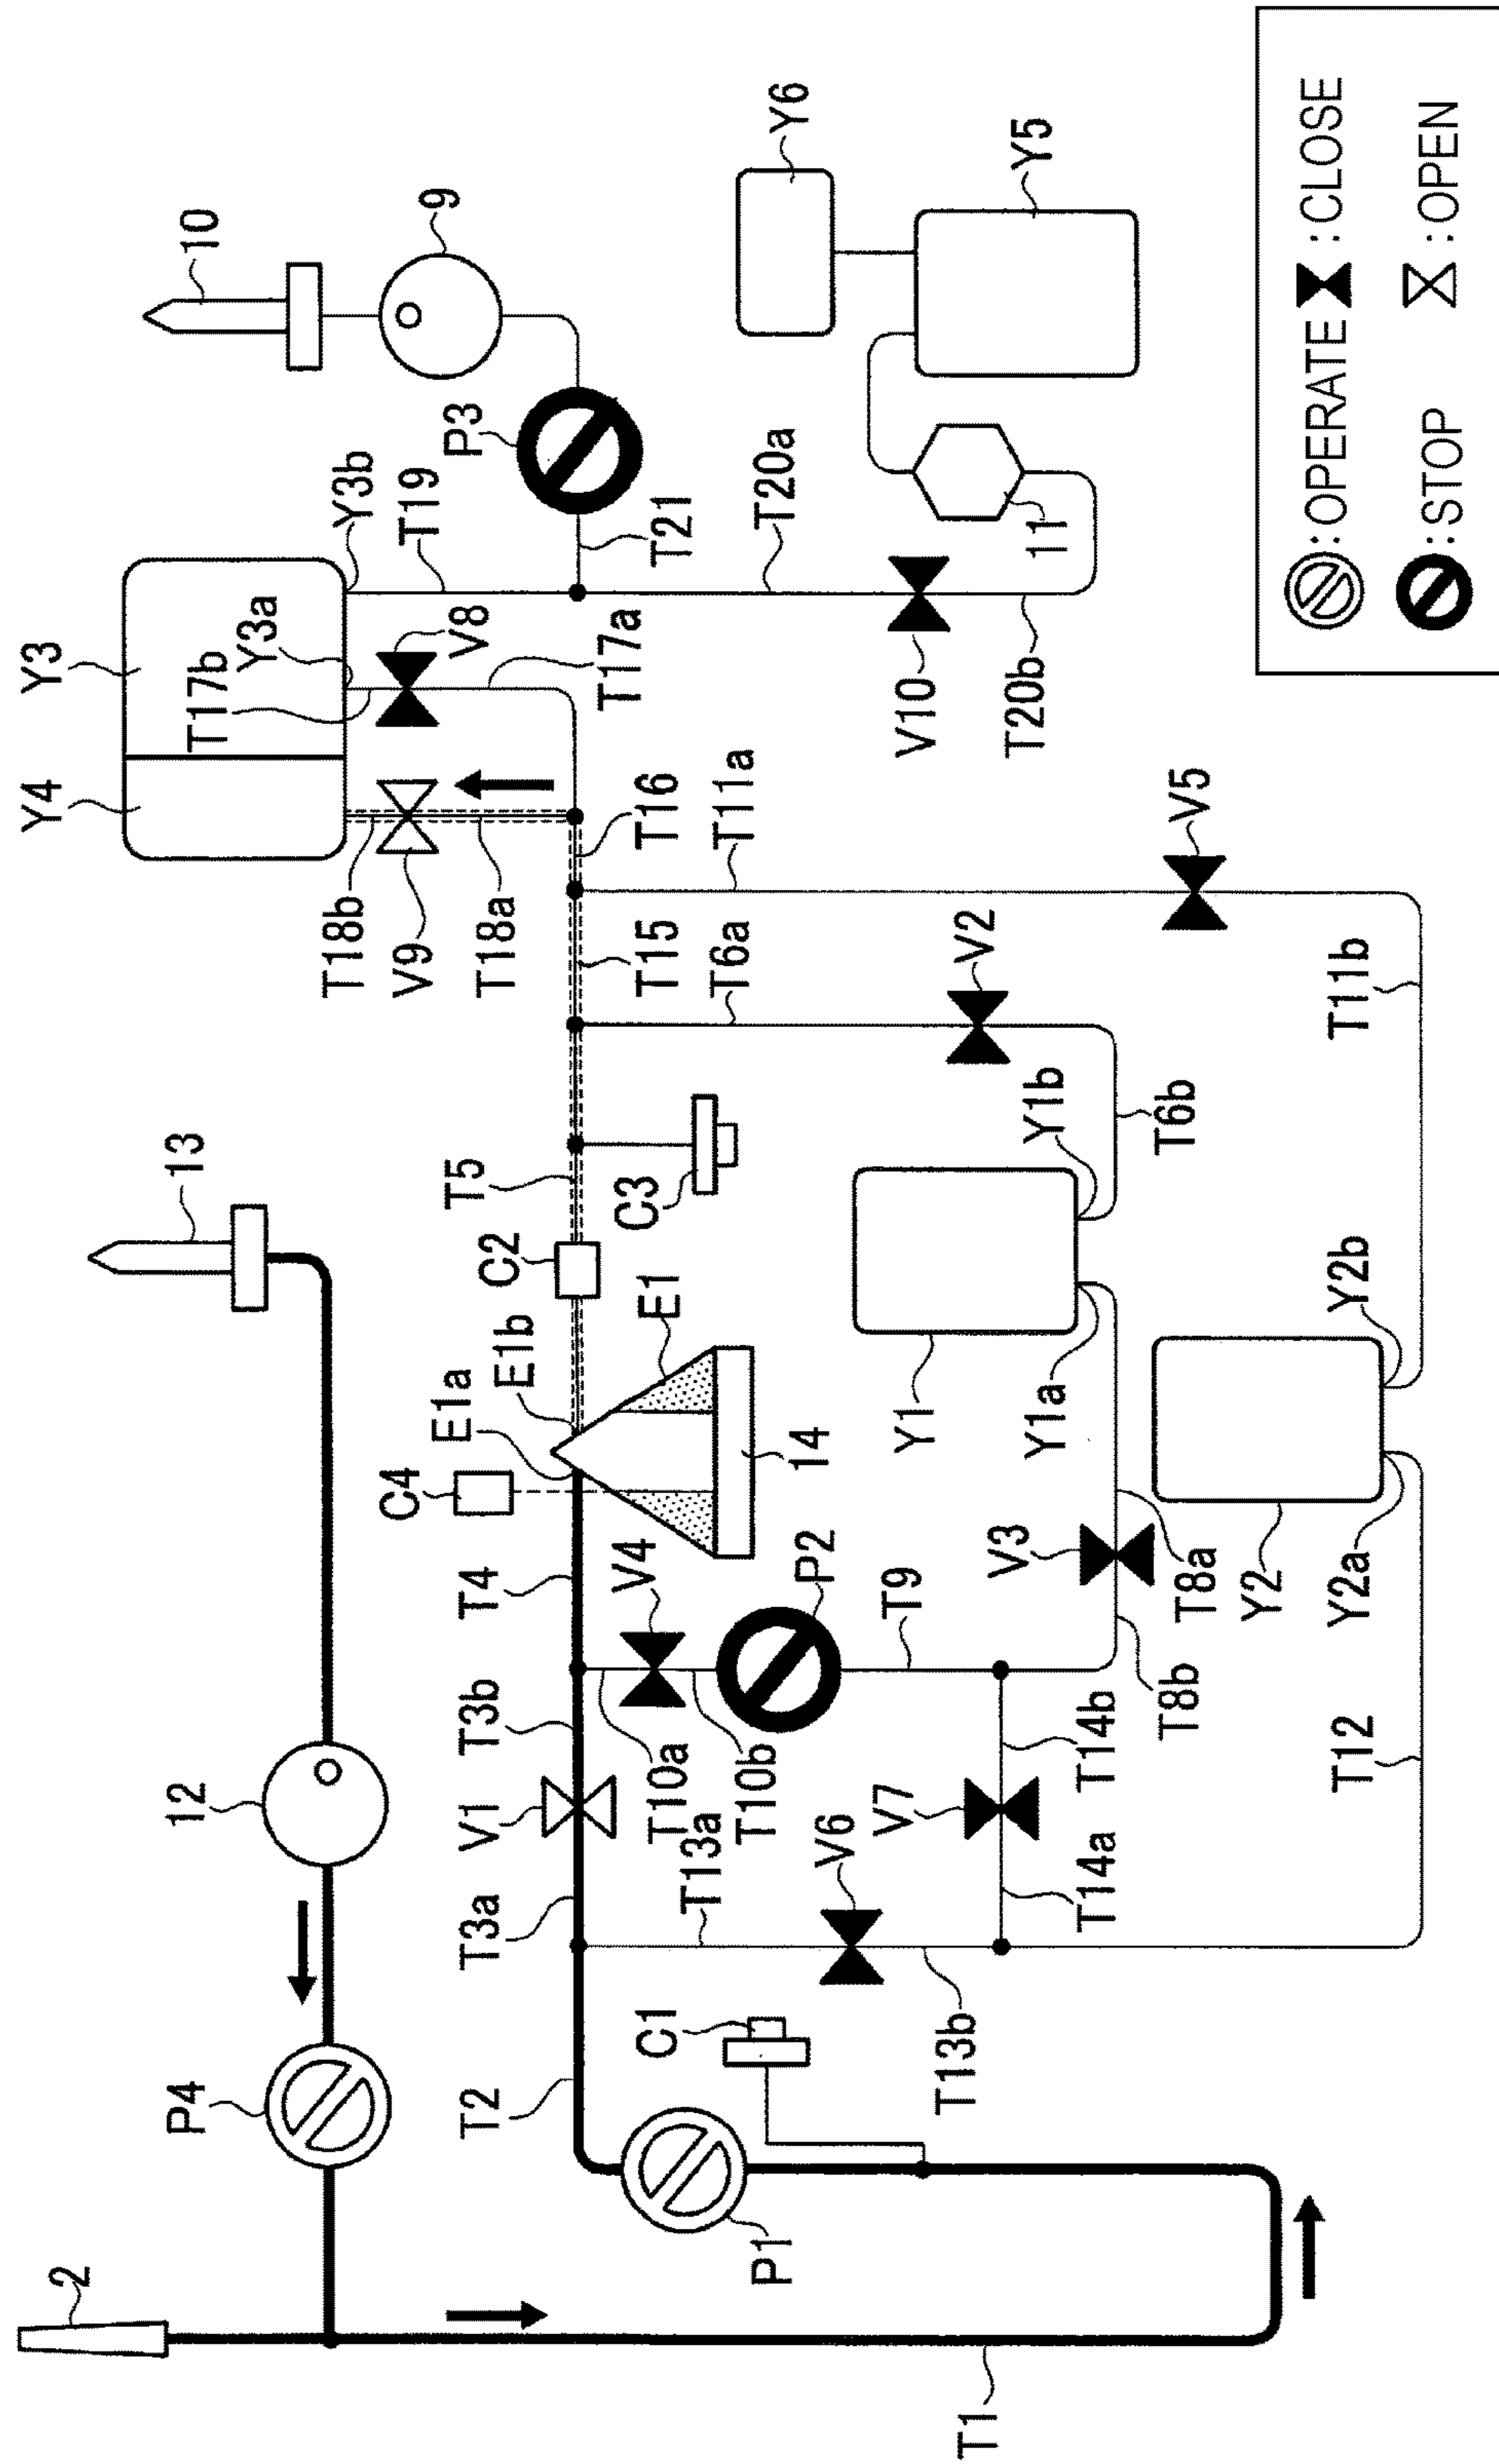 2
P4
12
13
T1
P1
T2
C1
T3a
V1
T3b
T4
C4
E1a
E1b
E1
14
C2
T5
C3
T13a
V6
T13b
T10a
T10b
V4
P2
T9
V7
T14a
T14b
T8b
V3
T8a
T12
Y1
Y1a
Y1b
T6b
V2
T6a
Y2
Y2a
Y2b
T11b
V5
T11a
T15
T16
T18a
V9
T18b
Y4
Y3
T17b
Y3a
V8
T17a
Y3b
T19
T21
P3
9
10
T20a
V10
T20b
11
Y5
Y6
:OPERATE
:CLOSE
:STOP
:OPEN